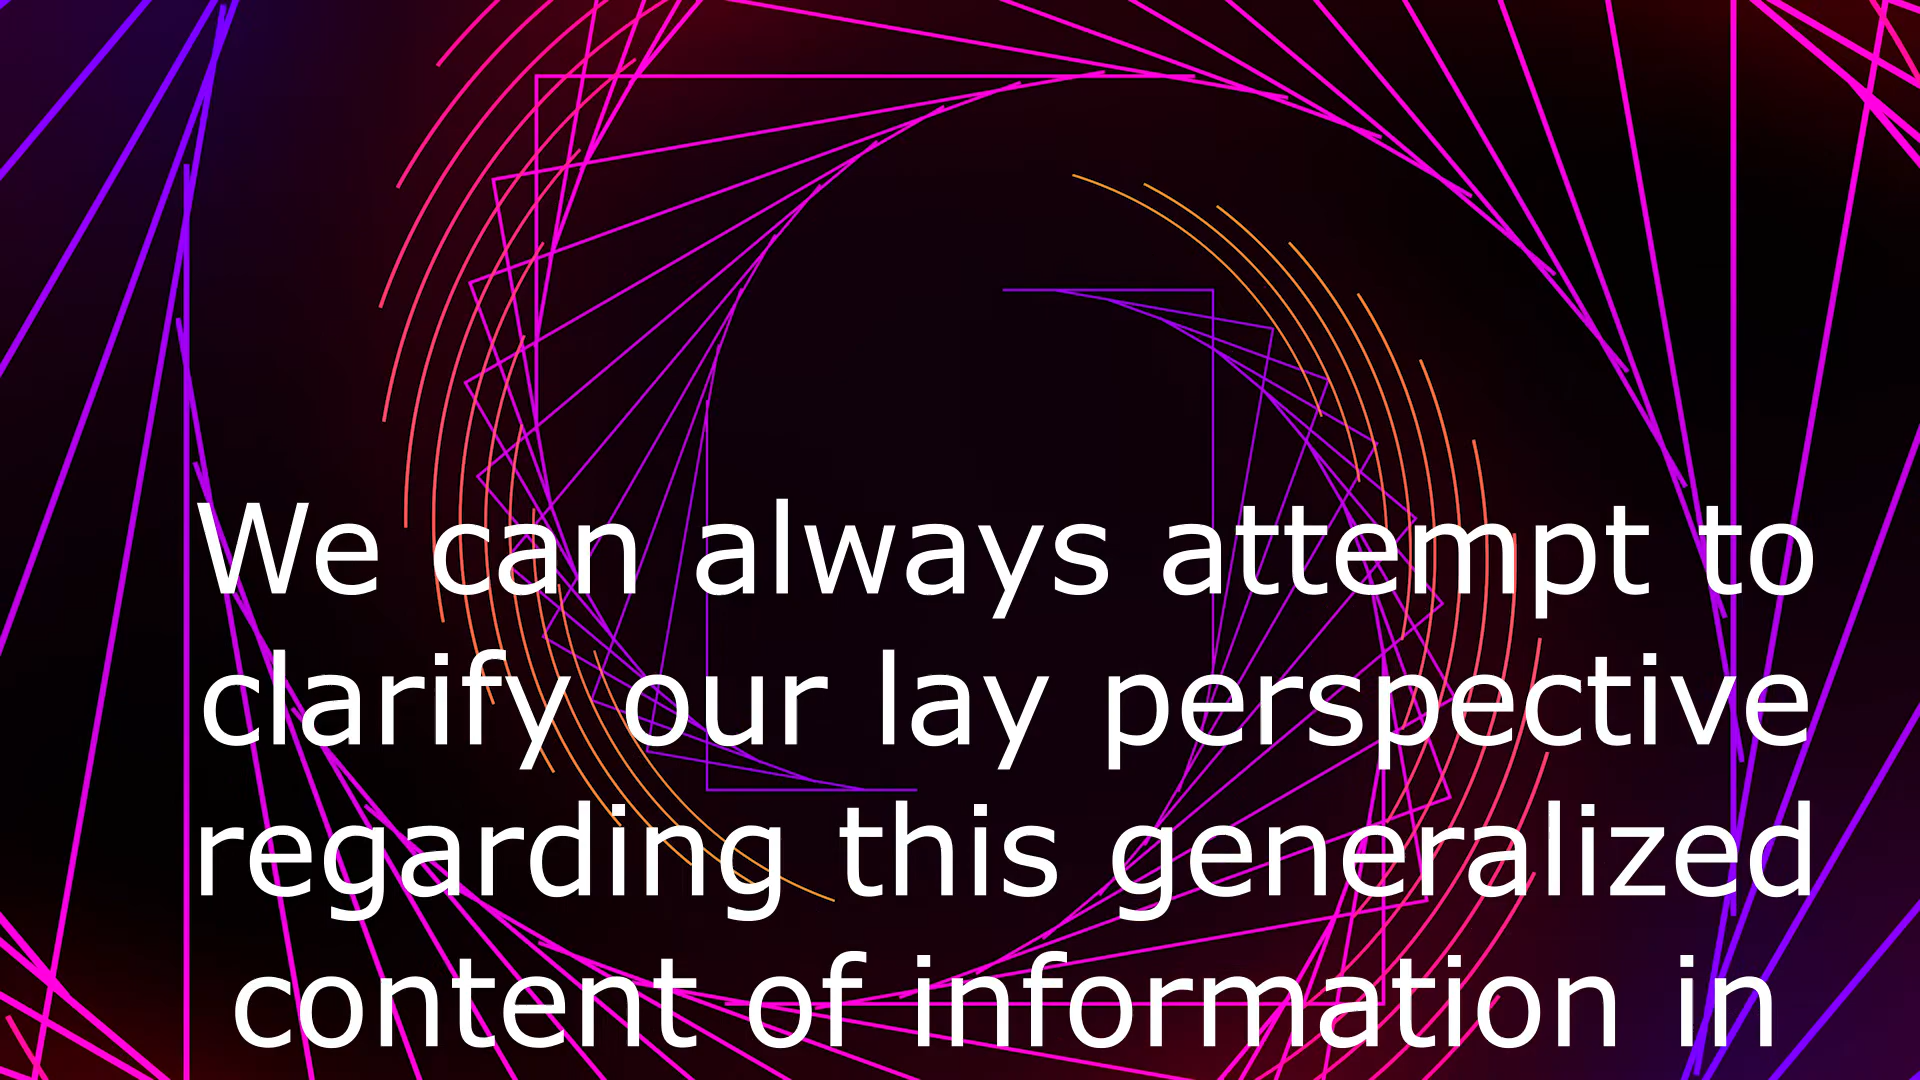 We can always attempt to
clarify our lay perspective
regarding this generalized
content of information in